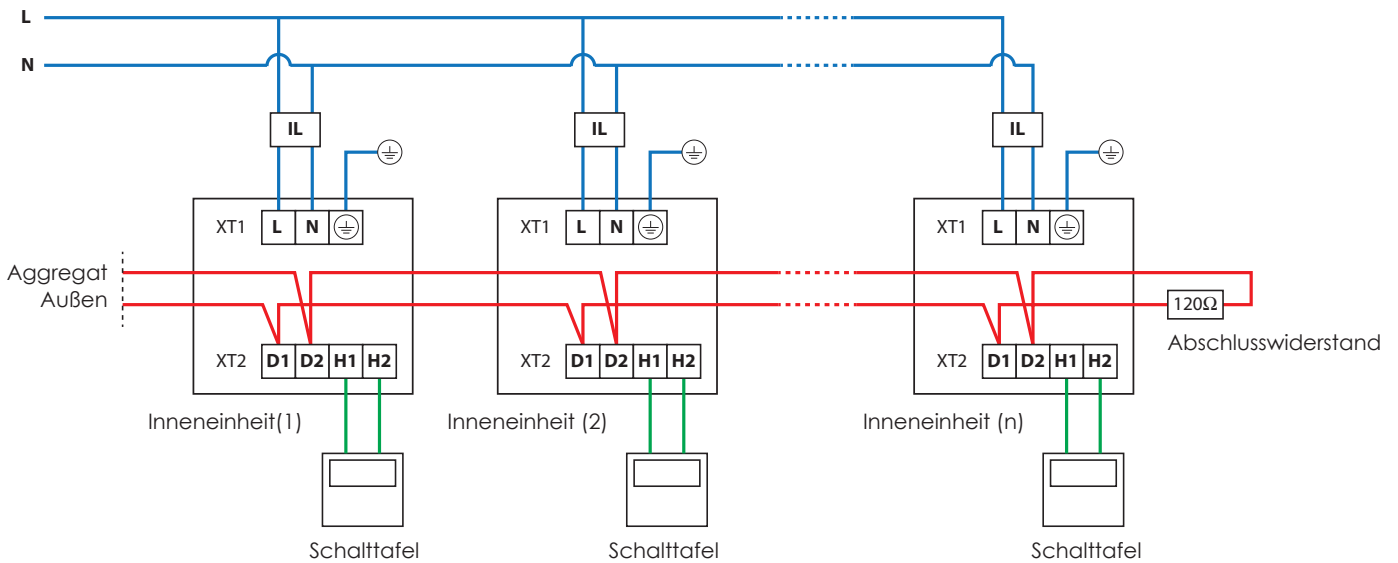 L
N
IL
IL
IL
XT1 L N
XT1 L N
XT1 L N
Aggregat
Außen
120Ω
Abschlusswiderstand
XT2 D1 D2 H1 H2
XT2 D1 D2 H1 H2
XT2 D1 D2 H1 H2
Inneneinheit(1)
Inneneinheit (2)
Inneneinheit (n)
Schalttafel
Schalttafel
Schalttafel